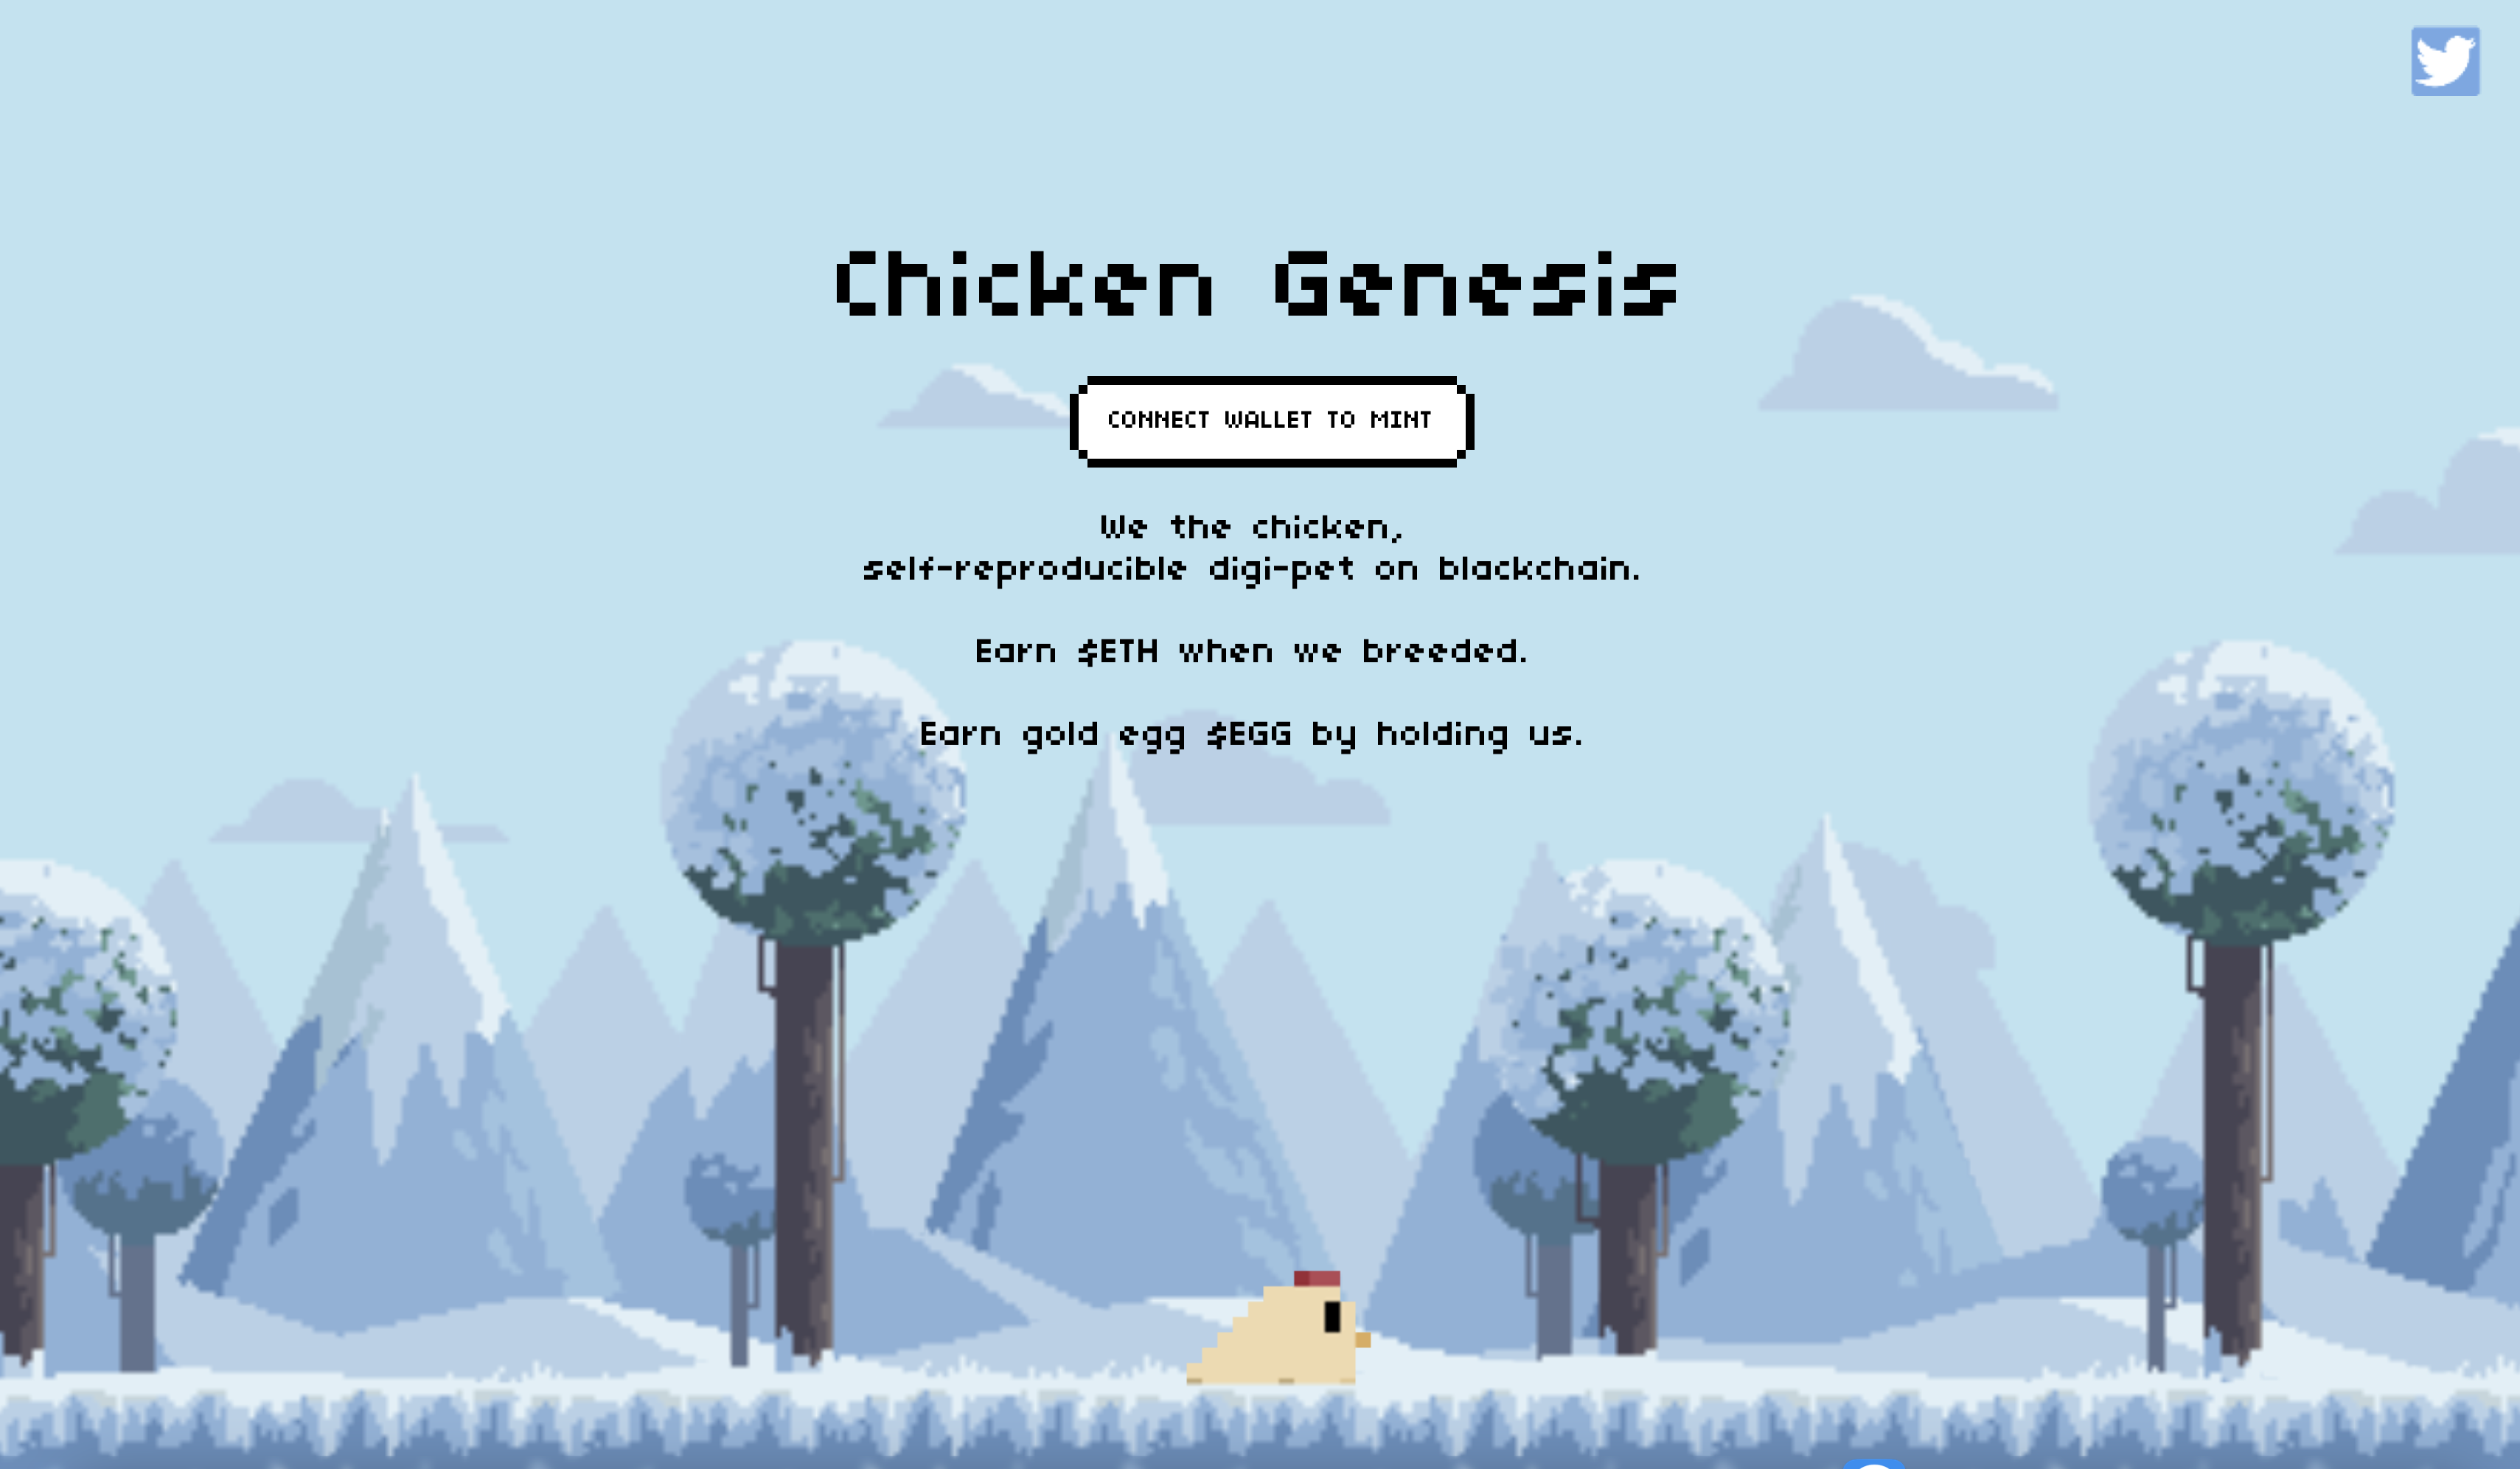 Chicken Genesis
CONNECT WALLET TO MINT
We the chicken,
self-reproducible digi-pet on blackchain.
Earn $ETH when we breeded.
Earn gold egg $EGG by holding us.